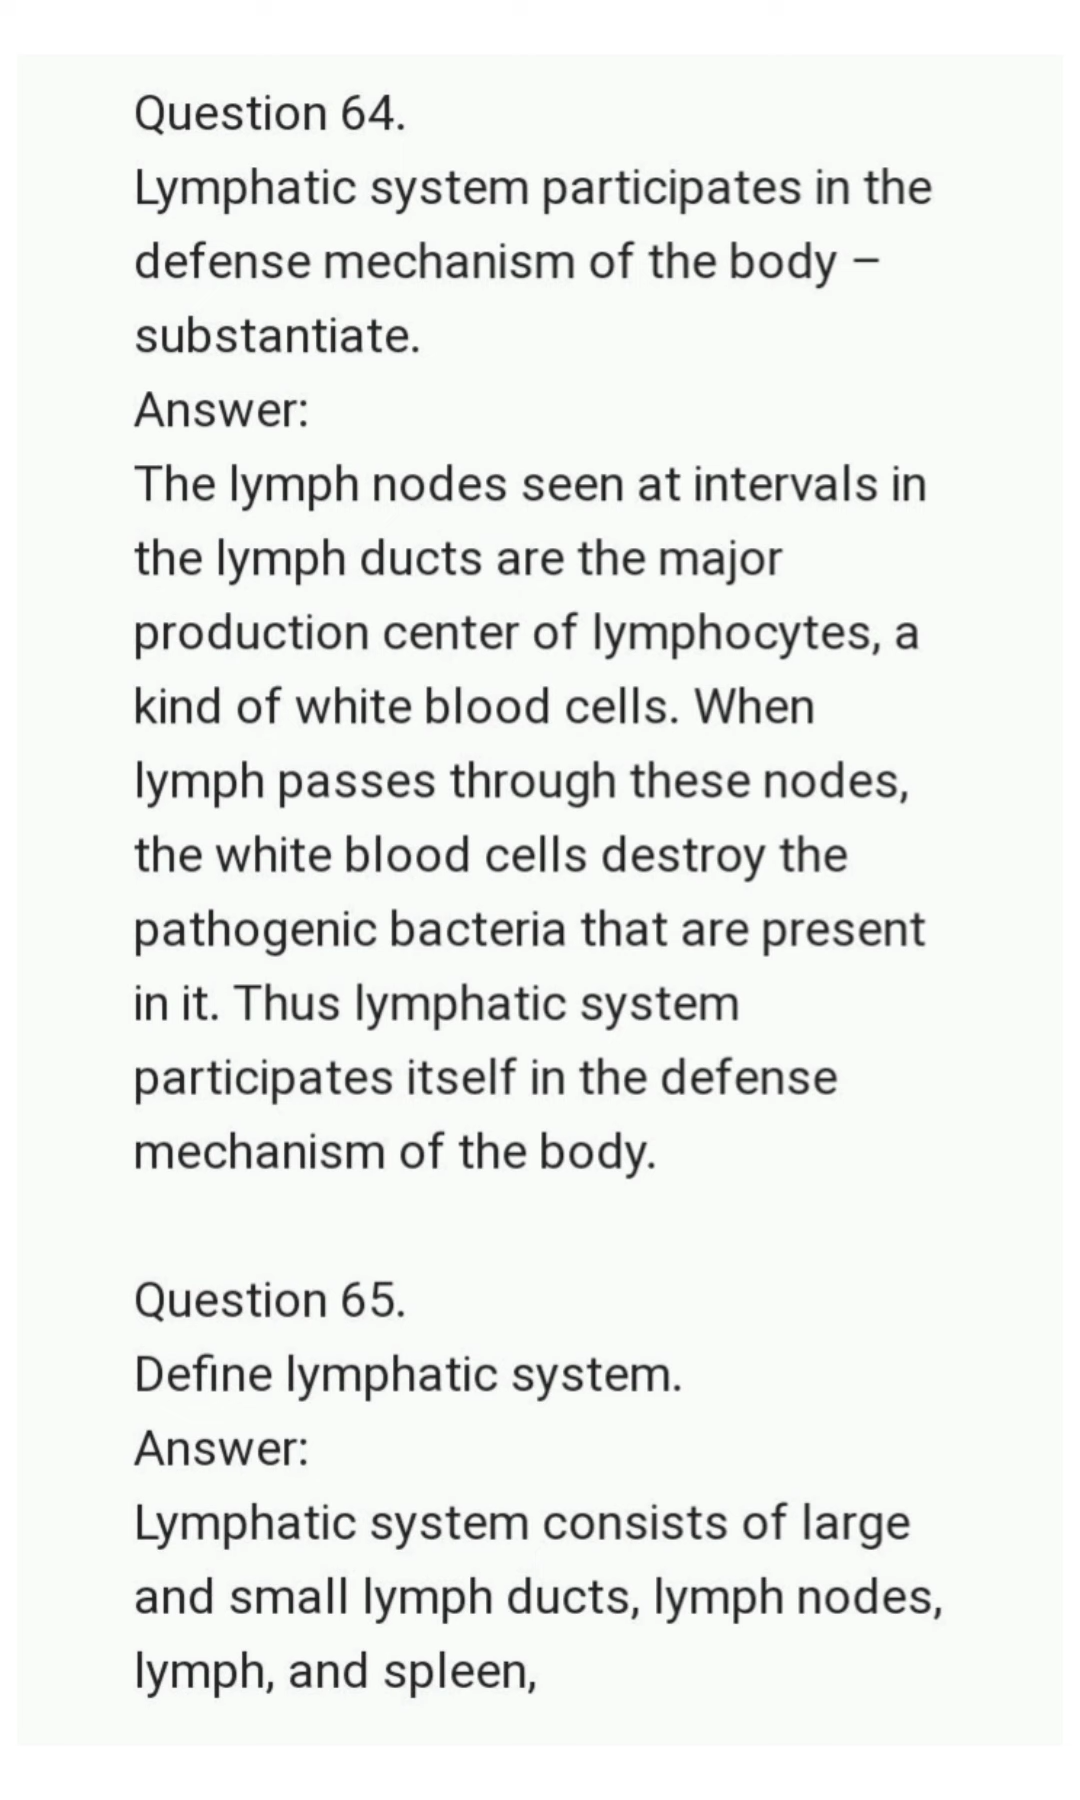 Question 64.
Lymphatic system participates in the
defense mechanism of the body –
substantiate.
Answer:
The lymph nodes seen at intervals in
the lymph ducts are the major
production center of lymphocytes, a
kind of white blood cells. When
lymph passes through these nodes,
the white blood cells destroy the
pathogenic bacteria that are present
in it. Thus lymphatic system
participates itself in the defense
mechanism of the body.
Question 65.
Define lymphatic system.
Answer:
Lymphatic system consists of large
and small lymph ducts, lymph nodes,
lymph, and spleen,